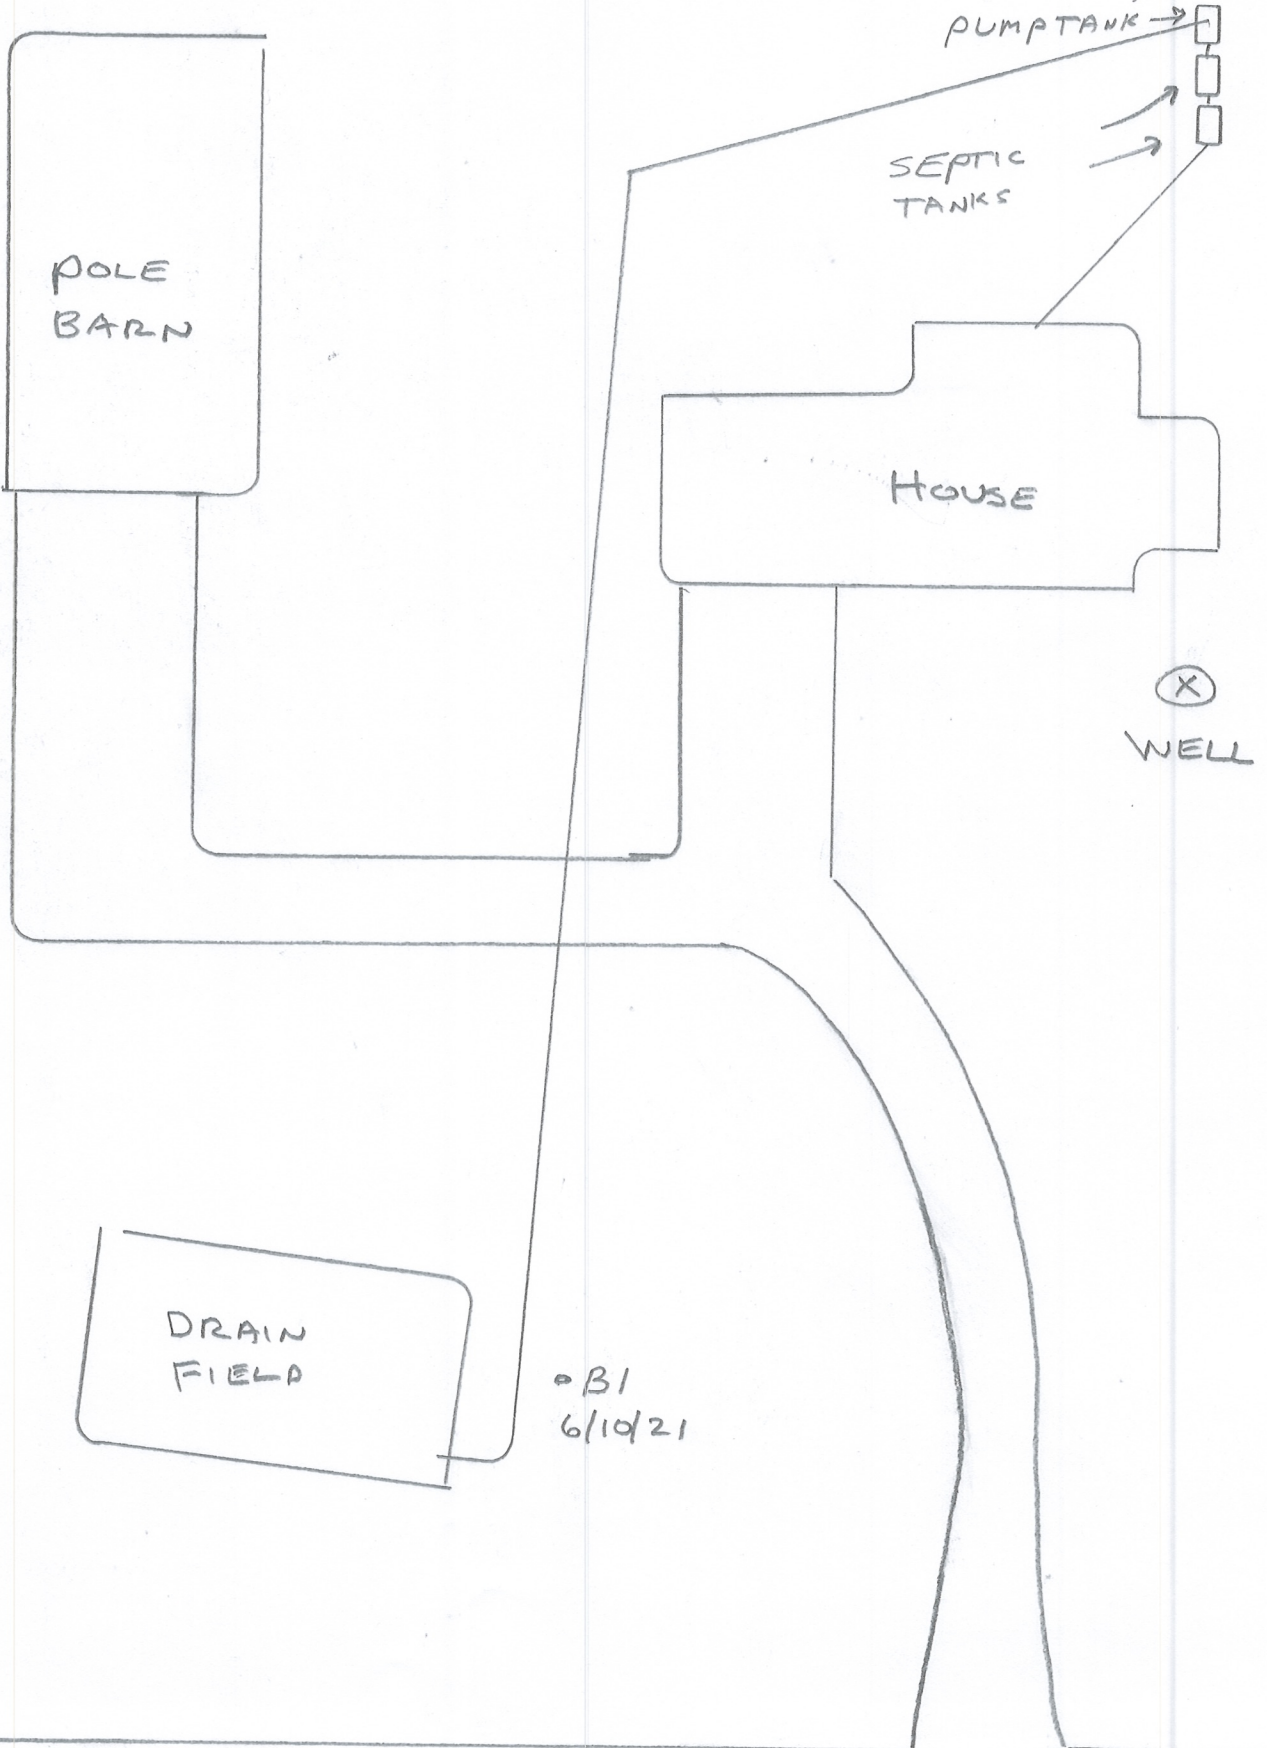 PUMPTANK
SEPTIC
TANKS
POLE
BARN
HOUSE
X
WELL
DRAIN
FIELD
B1
6/10/21